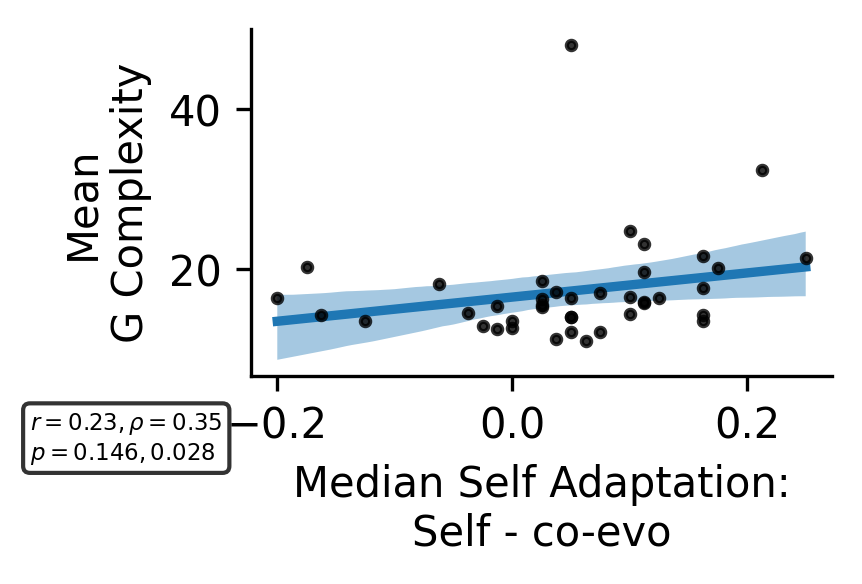 Mean
G Complexity
40
20
−0.2 0.0 0.2
r = 0.23, ρ = 0.35
p = 0.146, 0.028
Median Self Adaptation:
Self - co-evo